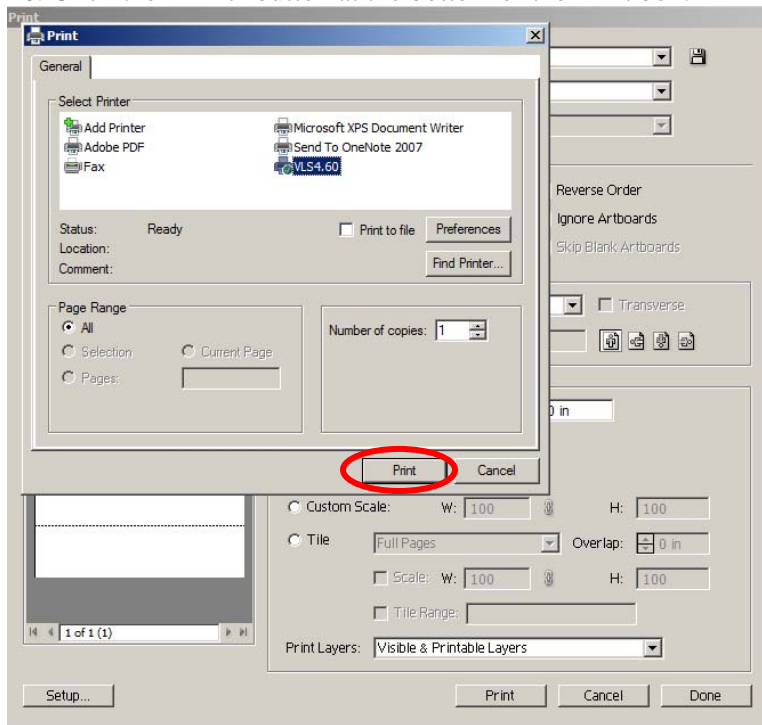 Print
Print
General
Select Printer
Add Printer
Microsoft XPS Document Writer
Adobe PDF
Send To OneNote 2007
Fax
VLS4.60
Status: Ready
Print to file
Preferences
Location:
Comment:
Find Printer...
Reverse Order
Ignore Artboards
Skip Blank Artboards
Page Range
All
Selection
Current Page
Pages:
Number of copies: 1
Transverse
0 in
Print
Cancel
Custom Scale: W: 100 H: 100
Tile Full Pages Overlap: 0 in
Scale: W: 100 H: 100
Tile Range:
1 of 1 (1)
Print Layers: Visible & Printable Layers
Setup...
Print
Cancel
Done